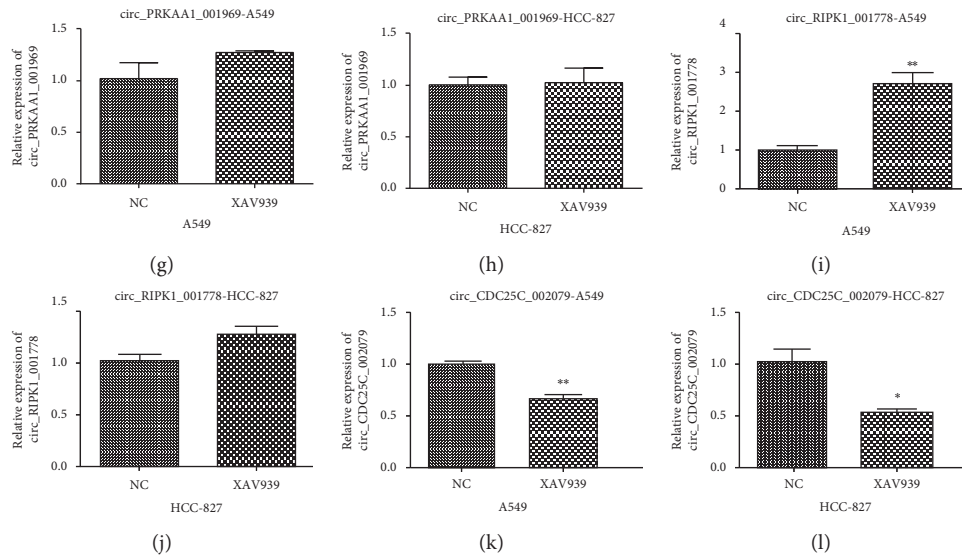 circ_PRKAA1_001969-A549
Relative expression of
circ_PRKAA1_001969
1.5
1.0
0.5
0.0
NC
XAV939
A549
(g)
circ_PRKAA1_001969-HCC-827
Relative expression of
circ_PRKAA1_001969
1.5
1.0
0.5
0.0
NC
XAV939
HCC-827
(h)
circ_RIPK1_001778-A549
Relative expression of
circ_RIPK1_001778
4
3
2
1
0
**
NC
XAV939
A549
(i)
circ_RIPK1_001778-HCC-827
Relative expression of
circ_RIPK1_001778
1.5
1.0
0.5
0.0
NC
XAV939
HCC-827
(j)
circ_CDC25C_002079-A549
Relative expression of
circ_CDC25C_002079
1.5
1.0
0.5
0.0
**
NC
XAV939
A549
(k)
circ_CDC25C_002079-HCC-827
Relative expression of
circ_CDC25C_002079
1.5
1.0
0.5
0.0
*
NC
XAV939
HCC-827
(l)